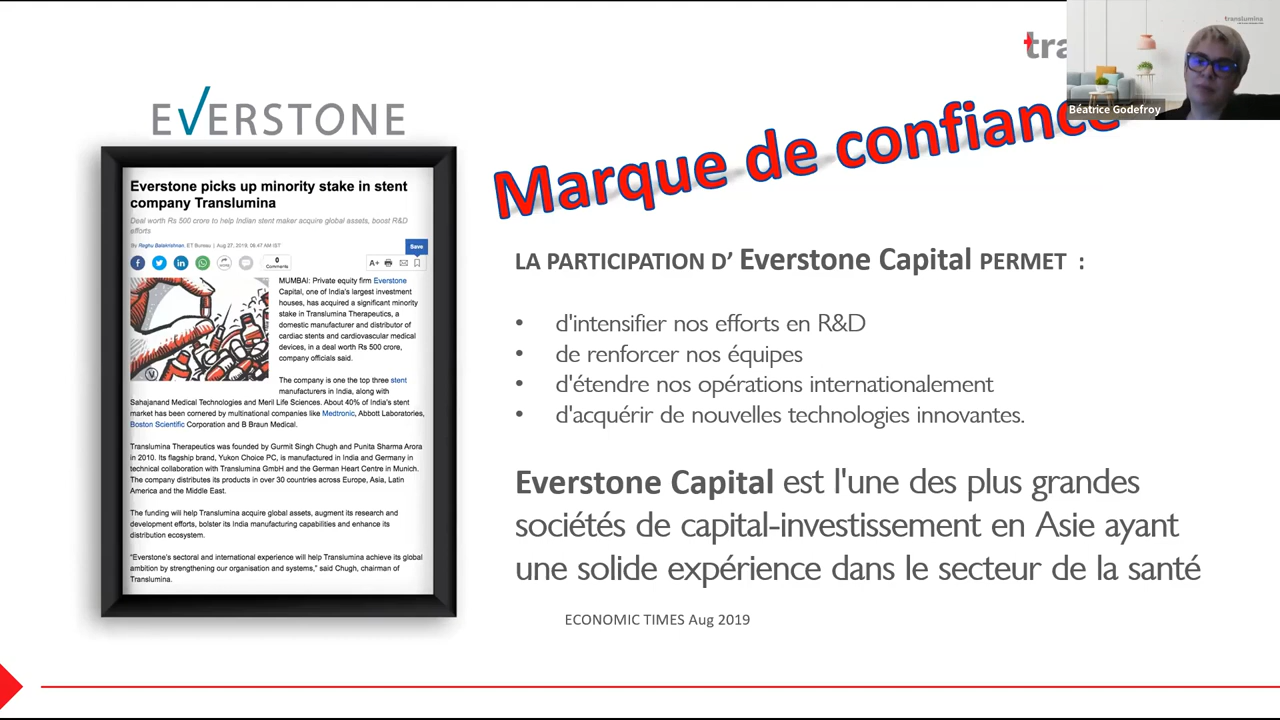 translumina
tra
Béatrice Godefroy
EVERSTONE
Marque de confiance
Everstone picks up minority stake in stent
company Translumina
Deal worth Rs 500 crore to help Indian stent maker acquire global assets, boost R&D
efforts
By Raghu Balakrishnan, ET Bureau | Aug 27, 2019, 08.47 AM IST
Save
0
Comments
A+
MUMBAI: Private equity firm Everstone
Capital, one of India's largest investment
houses, has acquired a significant minority
stake in Translumina Therapeutics, a
domestic manufacturer and distributor of
cardiac stents and cardiovascular medical
devices, in a deal worth Rs 500 crore,
company officials said.
The company is one the top three stent
manufacturers in India, along with
Sahajanand Medical Technologies and Meril Life Sciences. About 40% of India's stent
market has been cornered by multinational companies like Medtronic, Abbott Laboratories,
Boston Scientific Corporation and B Braun Medical.
Translumina Therapeutics was founded by Gurmit Singh Chugh and Punita Sharma Arora
in 2010. Its flagship brand, Yukon Choice PC, is manufactured in India and Germany in
technical collaboration with Translumina GmbH and the German Heart Centre in Munich.
The company distributes its products in over 30 countries across Europe, Asia, Latin
America and the Middle East.
The funding will help Translumina acquire global assets, augment its research and
development efforts, bolster its India manufacturing capabilities and enhance its
distribution ecosystem.
"Everstone's sectoral and international experience will help Translumina achieve its global
ambition by strengthening our organisation and systems," said Chugh, chairman of
Translumina.
LA PARTICIPATION D' Everstone Capital PERMET :
• d'intensifier nos efforts en R&D
• de renforcer nos équipes
• d'étendre nos opérations internationalement
• d'acquérir de nouvelles technologies innovantes.
Everstone Capital est l'une des plus grandes
sociétés de capital-investissement en Asie ayant
une solide expérience dans le secteur de la santé
ECONOMIC TIMES Aug 2019